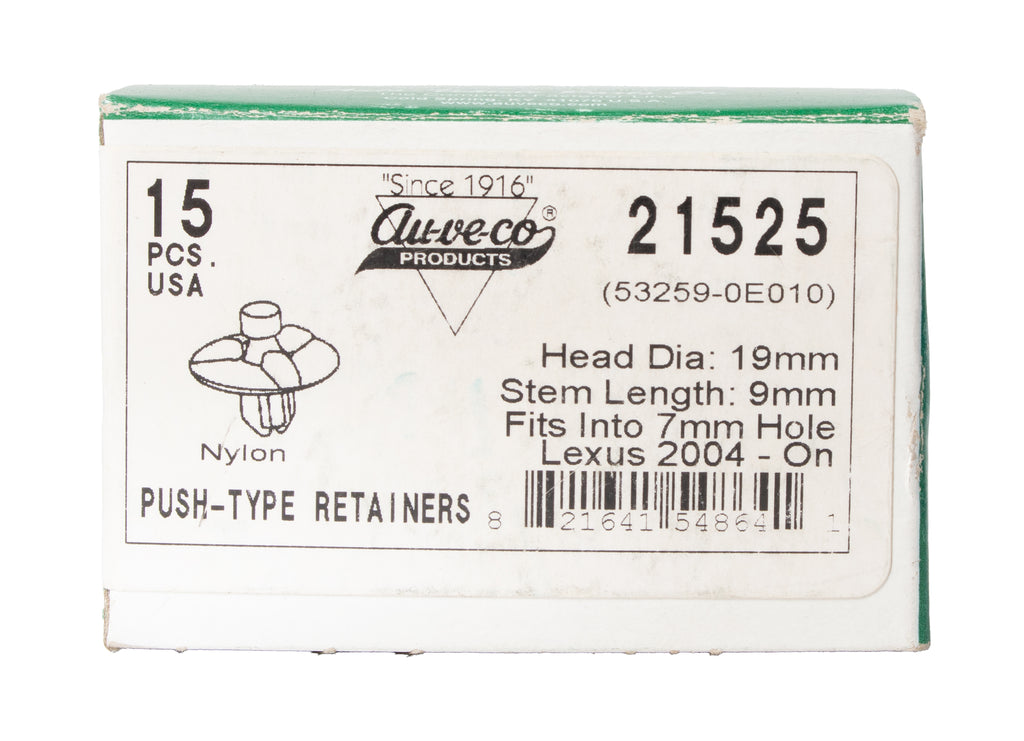 15
PCS.
USA
"Since 1916"
Au-ve-co®
PRODUCTS
21525
(53259-0E010)
Head Dia: 19mm
Stem Length: 9mm
Fits Into 7mm Hole
Lexus 2004 - On
Nylon
PUSH-TYPE RETAINERS
8 21641 54864 1